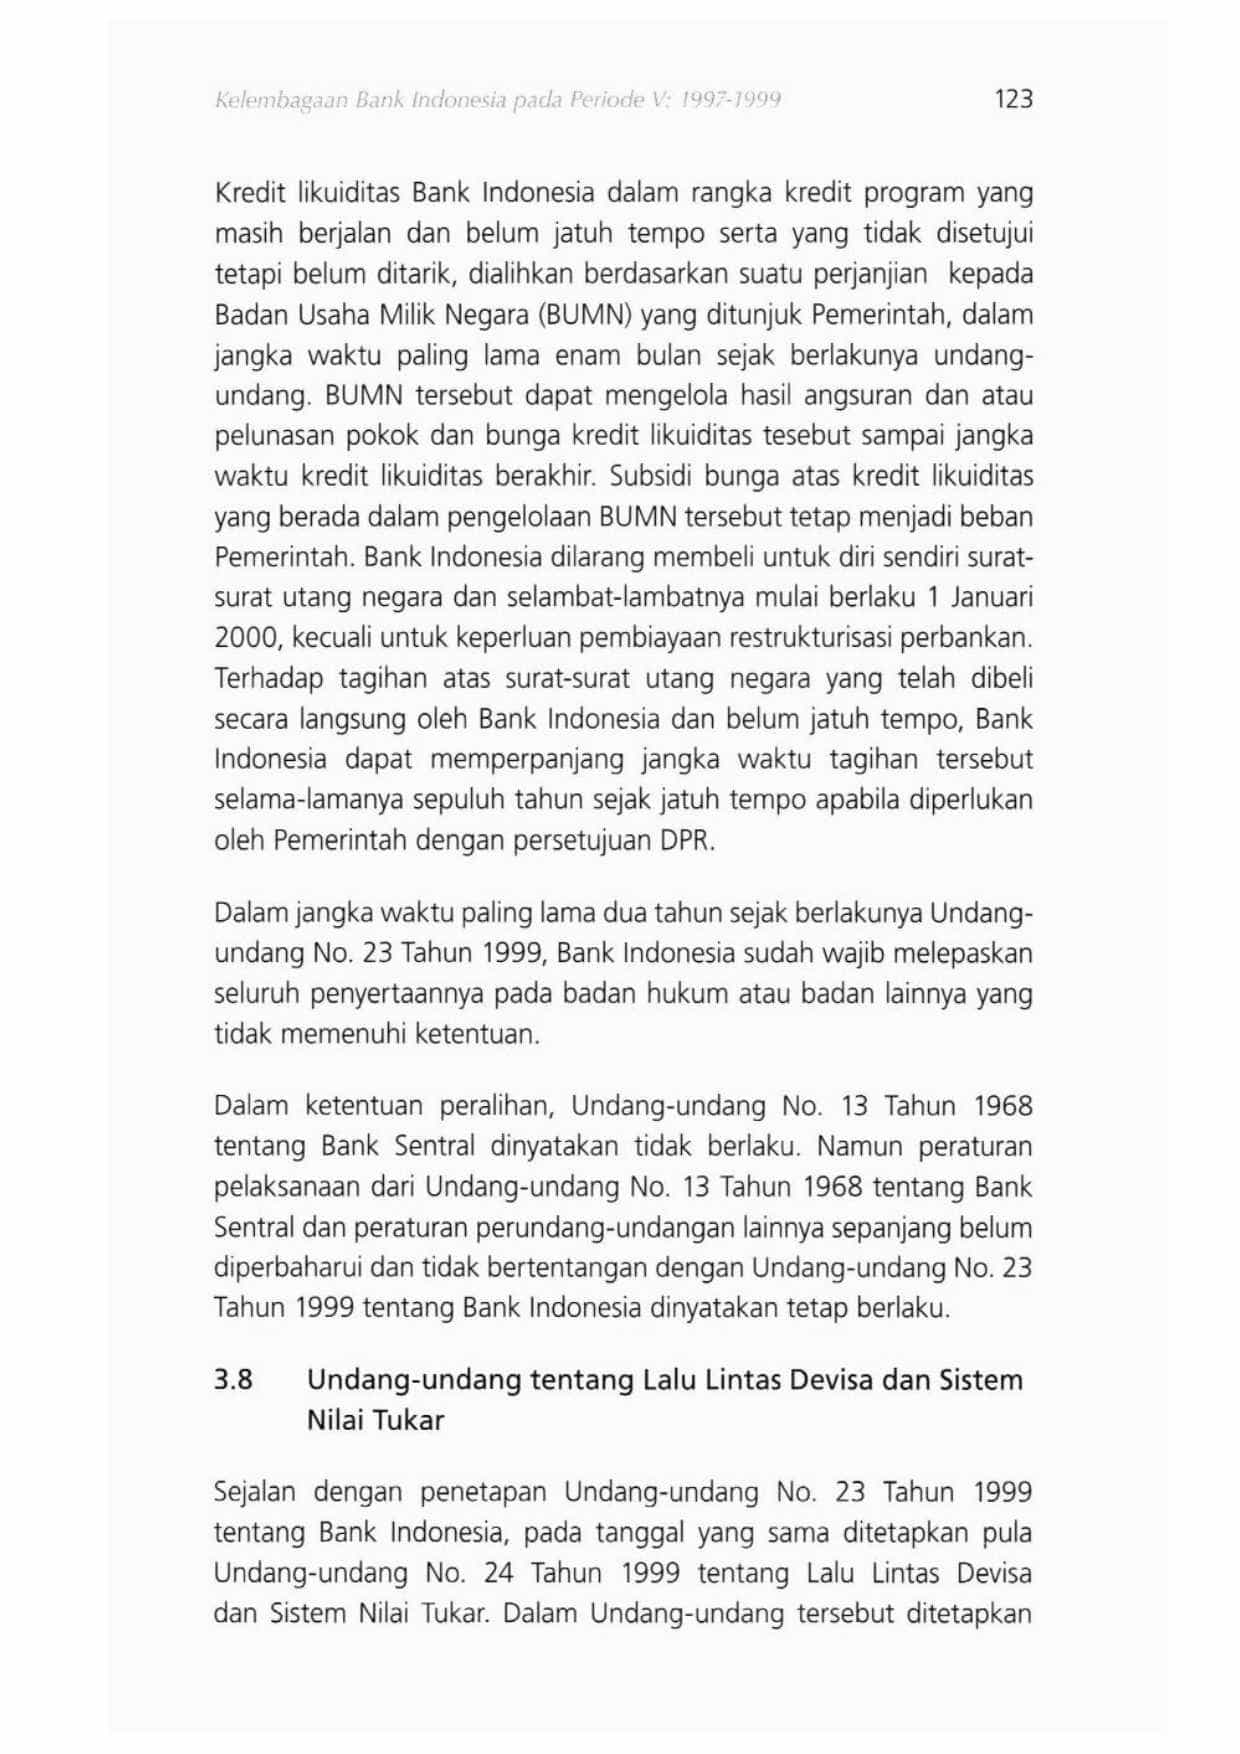 Kelembagaan Bank Indonesia pada Periode V: 1997-1999 123
Kredit likuiditas Bank Indonesia dalam rangka kredit program yang
masih berjalan dan belum jatuh tempo serta yang tidak disetujui
tetapi belum ditarik, dialihkan berdasarkan suatu perjanjian kepada
Badan Usaha Milik Negara (BUMN) yang ditunjuk Pemerintah, dalam
jangka waktu paling lama enam bulan sejak berlakunya undang-
undang. BUMN tersebut dapat mengelola hasil angsuran dan atau
pelunasan pokok dan bunga kredit likuiditas tesebut sampai jangka
waktu kredit likuiditas berakhir. Subsidi bunga atas kredit likuiditas
yang berada dalam pengelolaan BUMN tersebut tetap menjadi beban
Pemerintah. Bank Indonesia dilarang membeli untuk diri sendiri surat-
surat utang negara dan selambat-lambatnya mulai berlaku 1 Januari
2000, kecuali untuk keperluan pembiayaan restrukturisasi perbankan.
Terhadap tagihan atas surat-surat utang negara yang telah dibeli
secara langsung oleh Bank Indonesia dan belum jatuh tempo, Bank
Indonesia dapat memperpanjang jangka waktu tagihan tersebut
selama-lamanya sepuluh tahun sejak jatuh tempo apabila diperlukan
oleh Pemerintah dengan persetujuan DPR.
Dalam jangka waktu paling lama dua tahun sejak berlakunya Undang-
undang No. 23 Tahun 1999, Bank Indonesia sudah wajib melepaskan
seluruh penyertaannya pada badan hukum atau badan lainnya yang
tidak memenuhi ketentuan.
Dalam ketentuan peralihan, Undang-undang No. 13 Tahun 1968
tentang Bank Sentral dinyatakan tidak berlaku. Namun peraturan
pelaksanaan dari Undang-undang No. 13 Tahun 1968 tentang Bank
Sentral dan peraturan perundang-undangan lainnya sepanjang belum
diperbaharui dan tidak bertentangan dengan Undang-undang No. 23
Tahun 1999 tentang Bank Indonesia dinyatakan tetap berlaku.
3.8 Undang-undang tentang Lalu Lintas Devisa dan Sistem
Nilai Tukar
Sejalan dengan penetapan Undang-undang No. 23 Tahun 1999
tentang Bank Indonesia, pada tanggal yang sama ditetapkan pula
Undang-undang No. 24 Tahun 1999 tentang Lalu Lintas Devisa
dan Sistem Nilai Tukar. Dalam Undang-undang tersebut ditetapkan